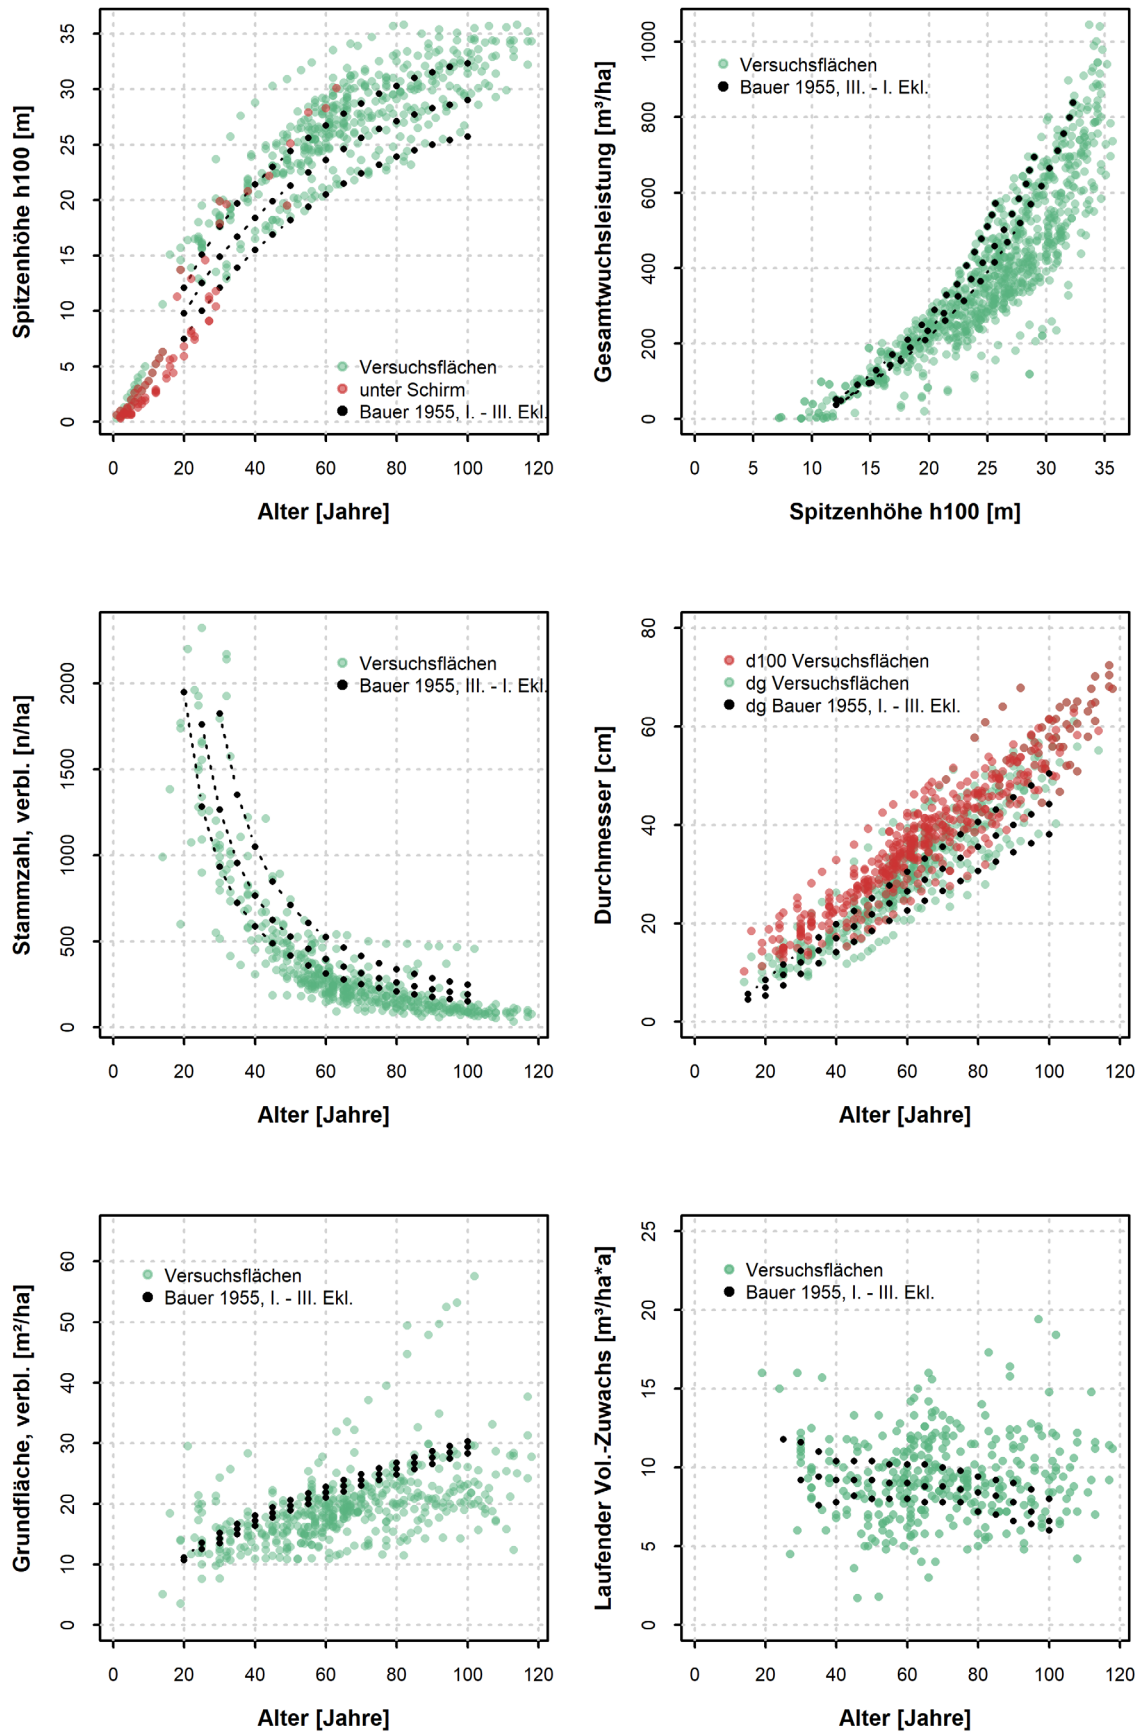 Spitzenhöhe h100 [m]
35
30
25
20
15
10
5
0
Versuchsflächen
unter Schirm
Bauer 1955, I. - III. Ekl.
0 20 40 60 80 100 120
Alter [Jahre]
Gesamtwuchsleistung [m³/ha]
1000
800
600
400
200
0
Versuchsflächen
Bauer 1955, III. - I. Ekl.
0 5 10 15 20 25 30 35
Spitzenhöhe h100 [m]
Stammzahl, verbl. [n/ha]
2000
1500
1000
500
0
Versuchsflächen
Bauer 1955, III. - I. Ekl.
0 20 40 60 80 100 120
Alter [Jahre]
Durchmesser [cm]
80
60
40
20
0
d100 Versuchsflächen
dg Versuchsflächen
dg Bauer 1955, I. - III. Ekl.
0 20 40 60 80 100 120
Alter [Jahre]
Grundfläche, verbl. [m²/ha]
60
50
40
30
20
10
0
Versuchsflächen
Bauer 1955, I. - III. Ekl.
0 20 40 60 80 100 120
Alter [Jahre]
Laufender Vol.-Zuwachs [m³/ha*a]
25
20
15
10
5
0
Versuchsflächen
Bauer 1955, I. - III. Ekl.
0 20 40 60 80 100 120
Alter [Jahre]